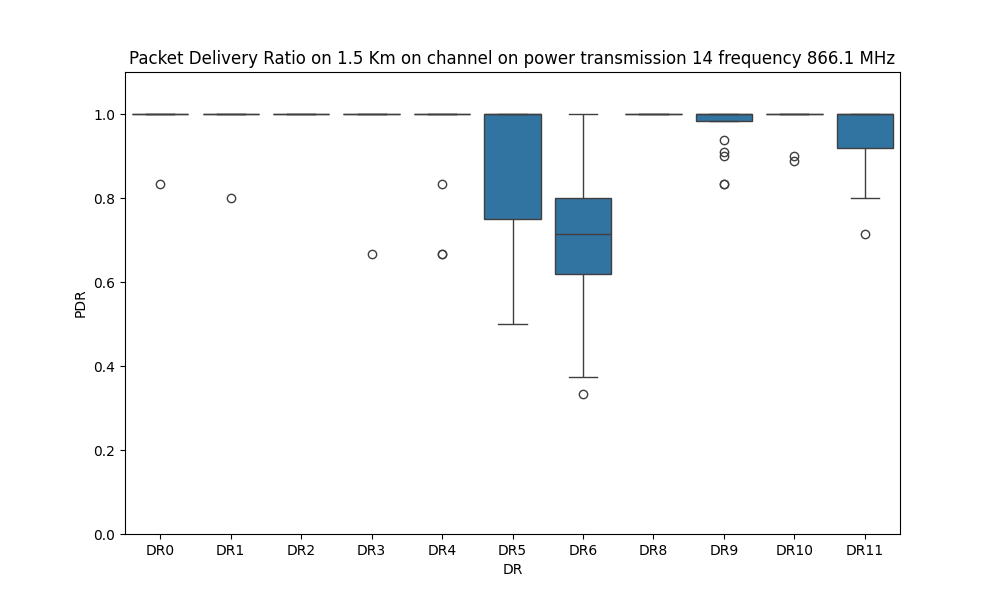 Packet Delivery Ratio on 1.5 Km on channel on power transmission 14 frequency 866.1 MHz
1.0
0.8
0.6
0.4
0.2
0.0
PDR
DR0 DR1 DR2 DR3 DR4 DR5 DR6 DR8 DR9 DR10 DR11
DR